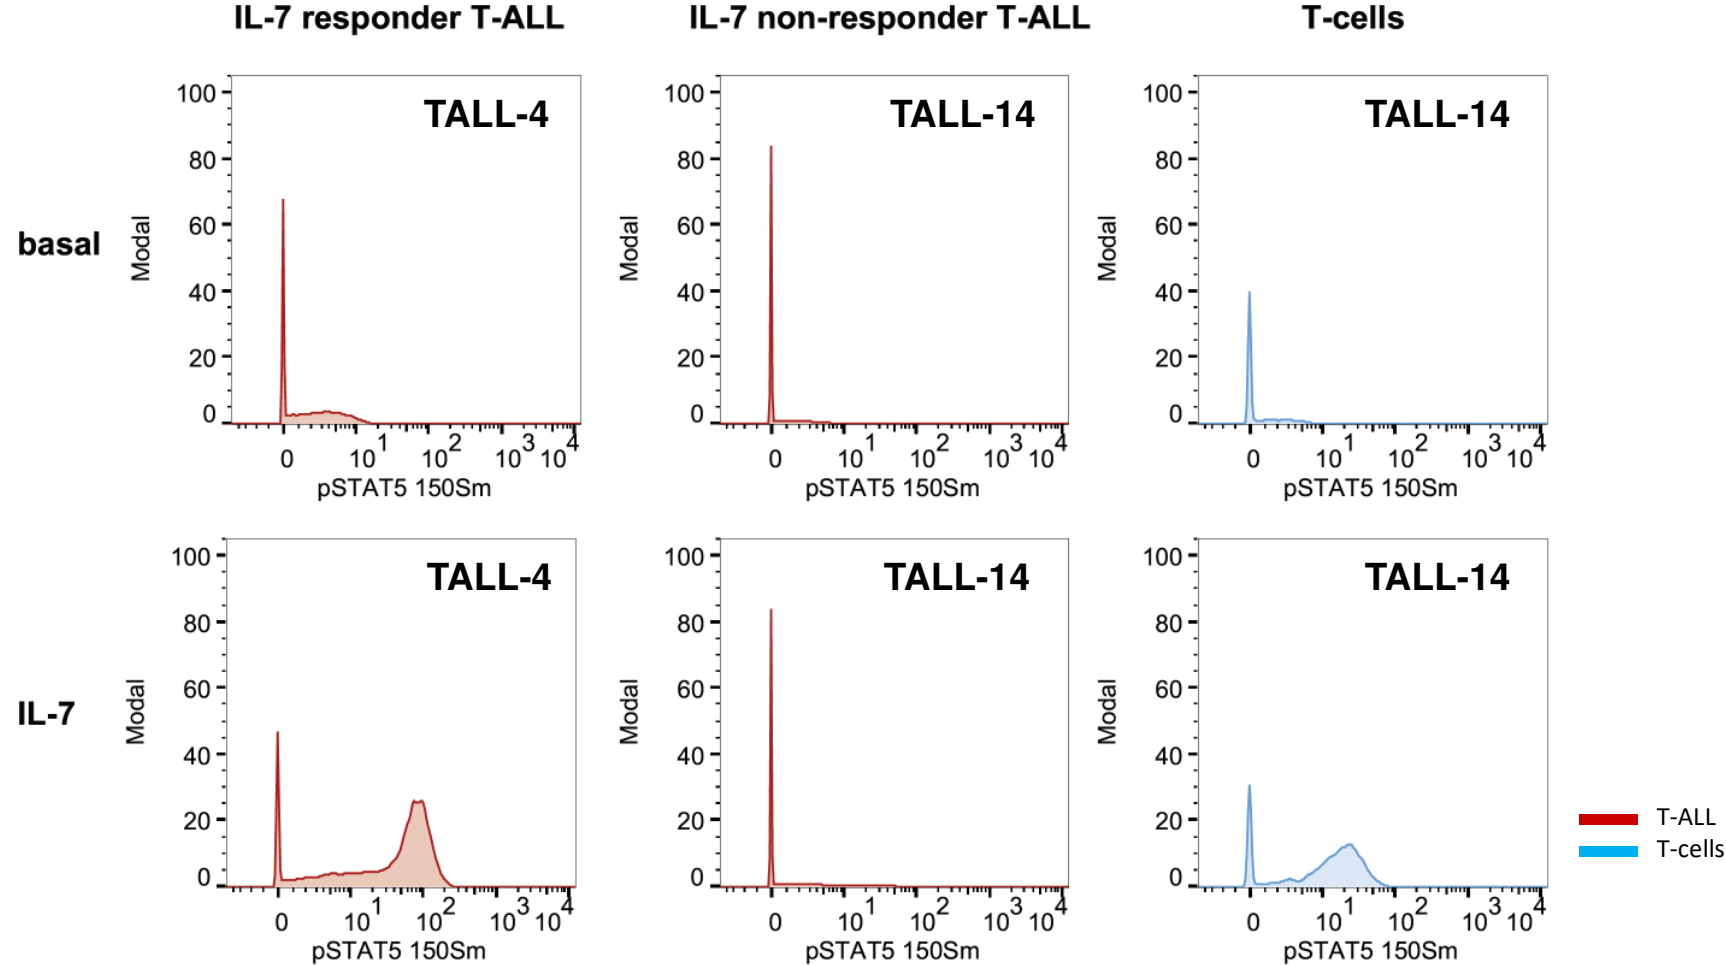 IL-7 responder T-ALL
IL-7 non-responder T-ALL
T-cells
basal
TALL-4
100
80
60
40
20
0
Modal
0 10^1 10^2 10^3 10^4
pSTAT5 150Sm
TALL-14
100
80
60
40
20
0
Modal
0 10^1 10^2 10^3 10^4
pSTAT5 150Sm
TALL-14
100
80
60
40
20
0
Modal
0 10^1 10^2 10^3 10^4
pSTAT5 150Sm
IL-7
TALL-4
100
80
60
40
20
0
Modal
0 10^1 10^2 10^3 10^4
pSTAT5 150Sm
TALL-14
100
80
60
40
20
0
Modal
0 10^1 10^2 10^3 10^4
pSTAT5 150Sm
TALL-14
100
80
60
40
20
0
Modal
0 10^1 10^2 10^3 10^4
pSTAT5 150Sm
T-ALL
T-cells